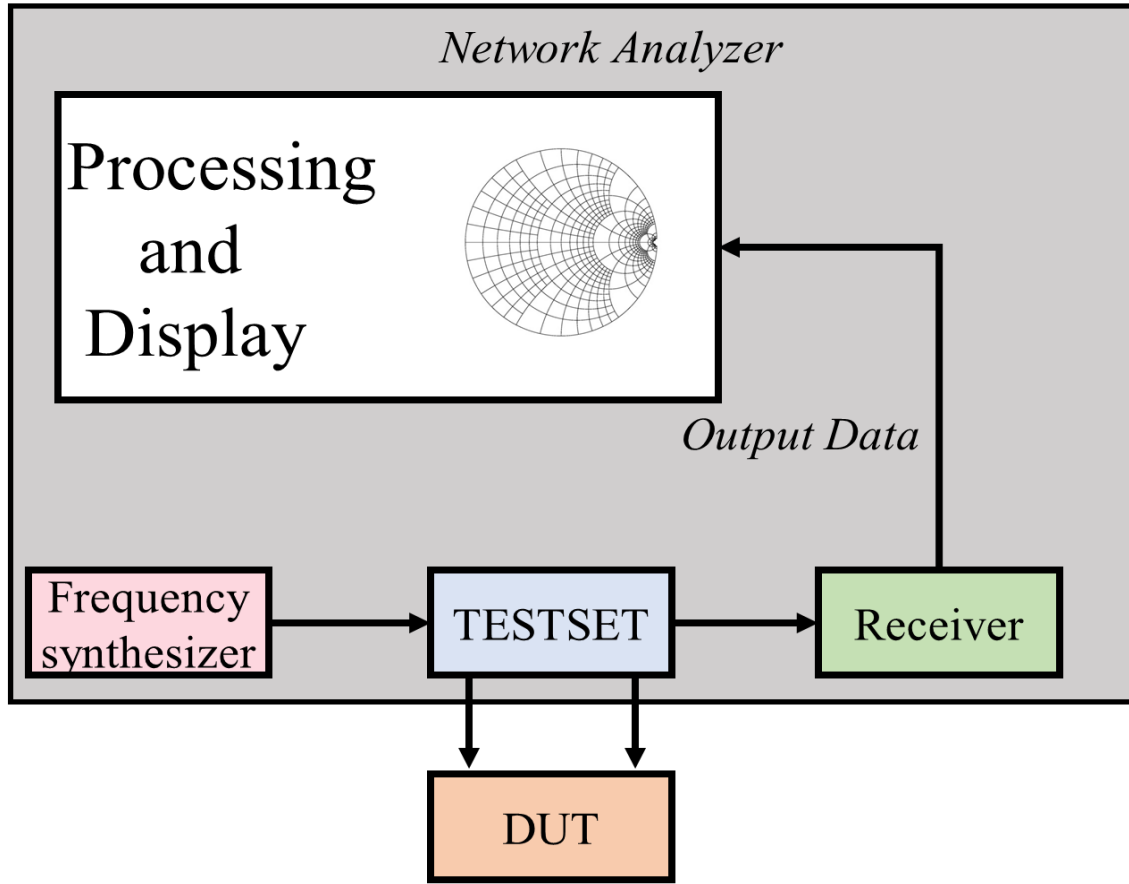 Network Analyzer
Processing
and
Display
Output Data
Frequency
synthesizer
TESTSET
Receiver
DUT